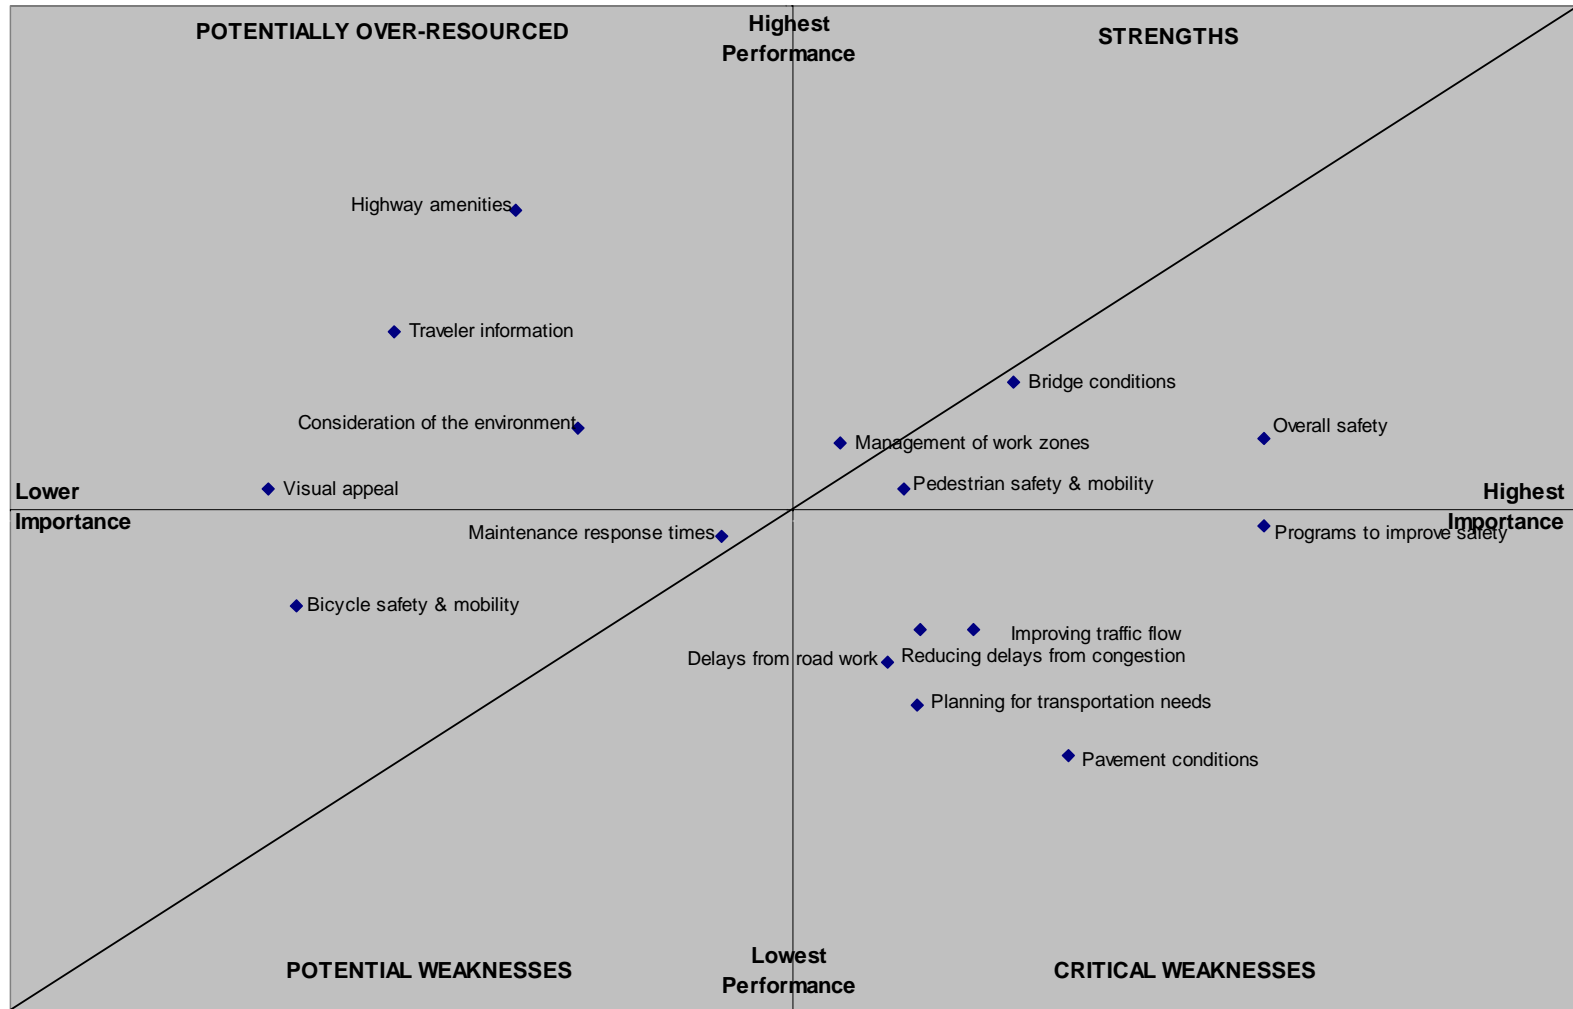 POTENTIALLY OVER-RESOURCED
Highest
Performance
STRENGTHS
Highway amenities
Traveler information
Bridge conditions
Consideration of the environment
Overall safety
Management of work zones
Visual appeal
Pedestrian safety & mobility
Lower
Importance
Highest
Importance
Maintenance response times
Programs to improve safety
Bicycle safety & mobility
Improving traffic flow
Delays from road work
Reducing delays from congestion
Planning for transportation needs
Pavement conditions
POTENTIAL WEAKNESSES
Lowest
Performance
CRITICAL WEAKNESSES